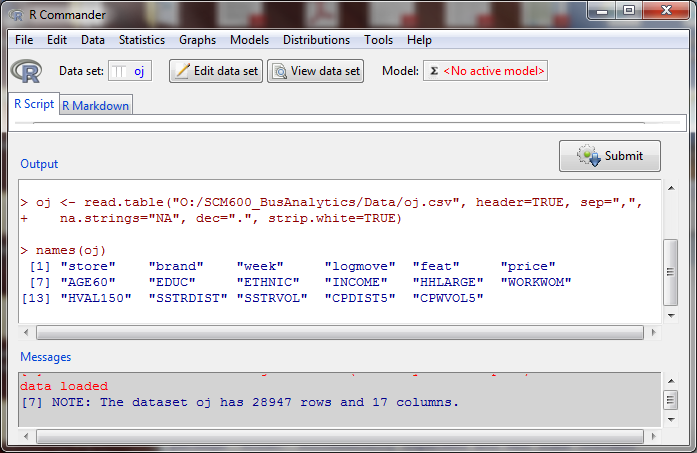 R Commander
File Edit Data Statistics Graphs Models Distributions Tools Help
R Data set: oj Edit data set View data set Model: Σ <No active model>
R Script R Markdown
Submit
Output
> oj <- read.table("O:/SCM600_BusAnalytics/Data/oj.csv", header=TRUE, sep=",",
+ na.strings="NA", dec=".", strip.white=TRUE)
> names(oj)
[1] "store" "brand" "week" "logmove" "feat" "price"
[7] "AGE60" "EDUC" "ETHNIC" "INCOME" "HHLARGE" "WORKWOM"
[13] "HVAL150" "SSTRDIST" "SSTRVOL" "CPDIST5" "CPWVOL5"
Messages
data loaded
[7] NOTE: The dataset oj has 28947 rows and 17 columns.